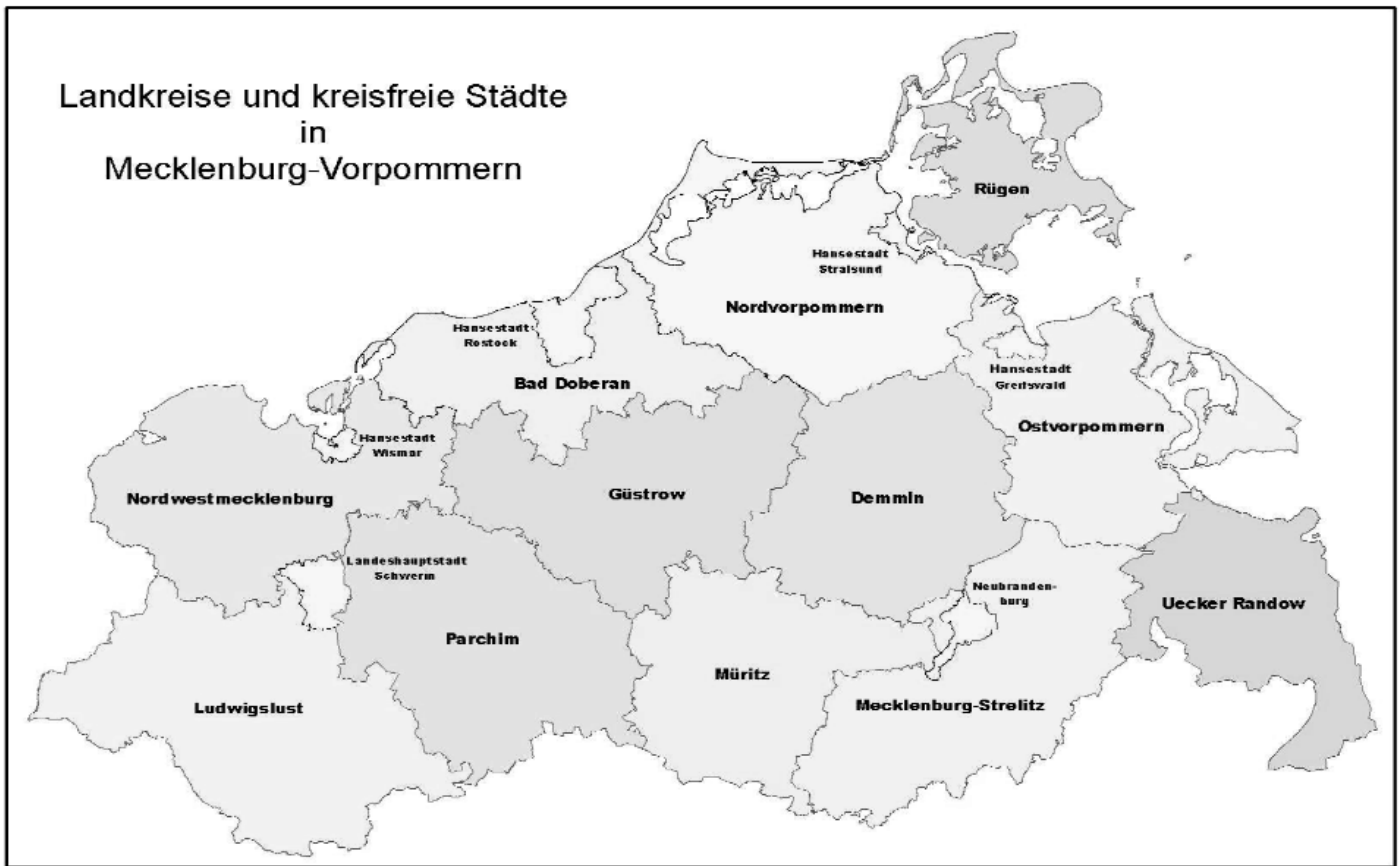 Landkreise und kreisfreie Städte
in
Mecklenburg-Vorpommern
Rügen
Hansestadt
Stralsund
Nordvorpommern
Hansestadt
Rostock
Bad Doberan
Hansestadt
Greifswald
Ostvorpommern
Hansestadt
Wismar
Nordwestmecklenburg
Güstrow
Demmin
Landeshauptstadt
Schwerin
Neubranden-
burg
Uecker Randow
Parchim
Müritz
Mecklenburg-Strelitz
Ludwigslust